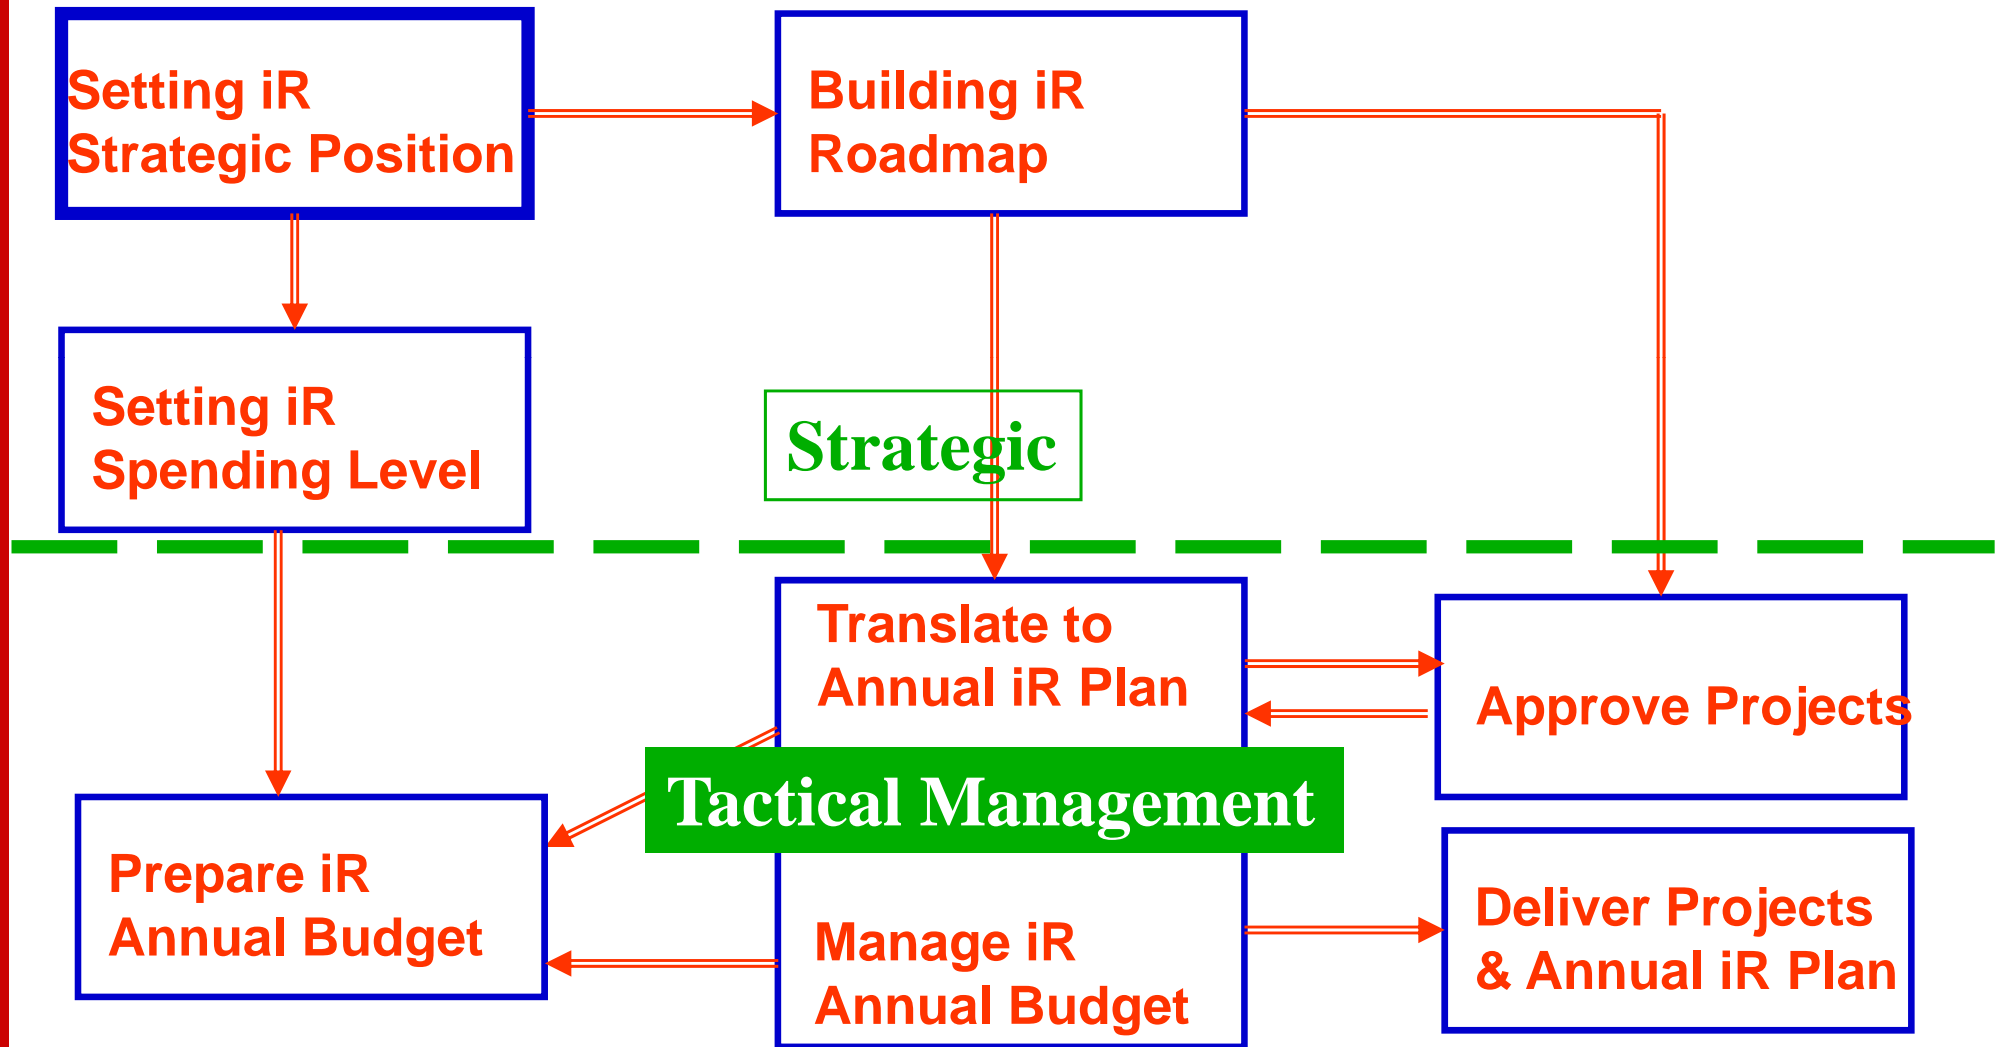 Setting iR
Strategic Position
Building iR
Roadmap
Setting iR
Spending Level
Strategic
Translate to
Annual iR Plan
Approve Projects
Tactical Management
Prepare iR
Annual Budget
Manage iR
Annual Budget
Deliver Projects
& Annual iR Plan